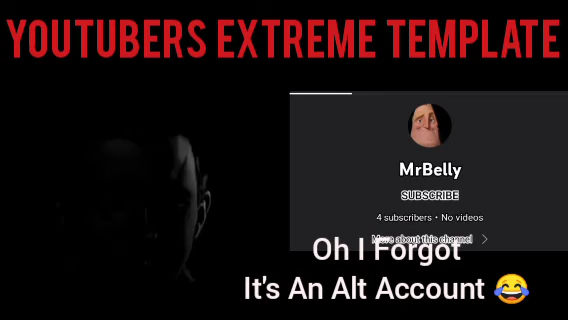 YOUTUBERS EXTREME TEMPLATE
MrBelly
SUBSCRIBE
4 subscribers • No videos
More about this channel
Oh I Forgot
It's An Alt Account 😂